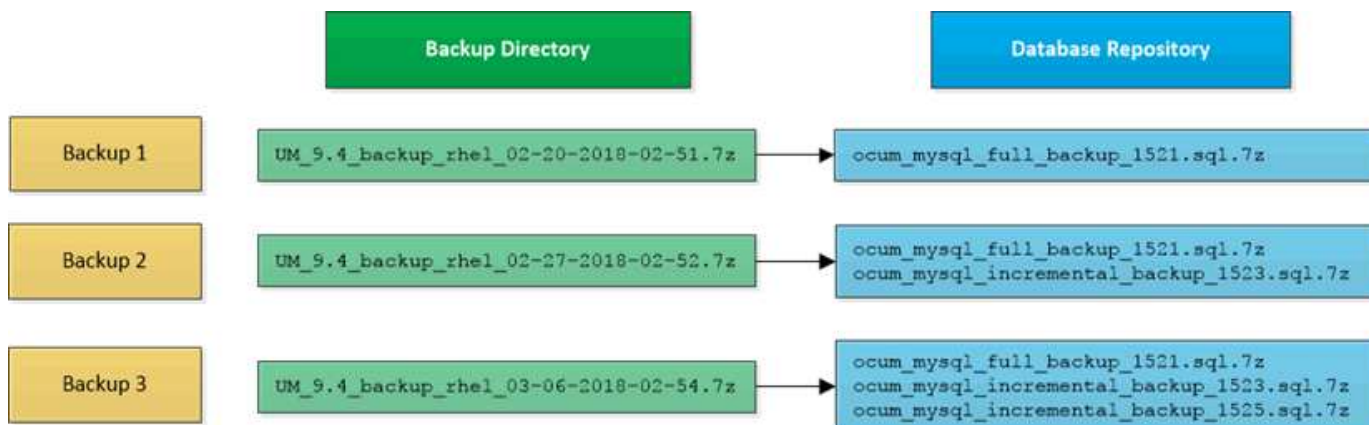 Backup Directory
Database Repository
Backup 1
UM_9.4_backup_rhel_02-20-2018-02-51.7z
ocum_mysql_full_backup_1521.sql.7z
Backup 2
UM_9.4_backup_rhel_02-27-2018-02-52.7z
ocum_mysql_full_backup_1521.sql.7z
ocum_mysql_incremental_backup_1523.sql.7z
Backup 3
UM_9.4_backup_rhel_03-06-2018-02-54.7z
ocum_mysql_full_backup_1521.sql.7z
ocum_mysql_incremental_backup_1523.sql.7z
ocum_mysql_incremental_backup_1525.sql.7z